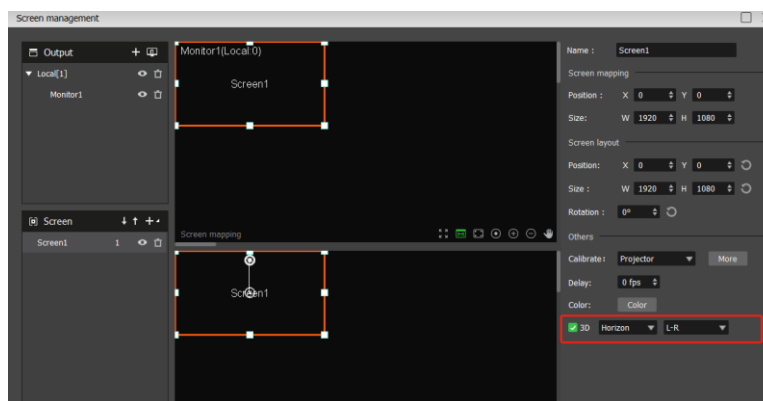 Screen management
Output
Local[1]
Monitor1
Screen
Screen1 1
Monitor1(Local:0)
Screen1
Screen mapping
Screen1
Name : Screen1
Screen mapping
Position : X 0 Y 0
Size: W 1920 H 1080
Screen layout
Position: X 0 Y 0
Size : W 1920 H 1080
Rotation : 0°
Others
Calibrate: Projector More
Delay: 0 fps
Color: Color
3D Horizon L-R